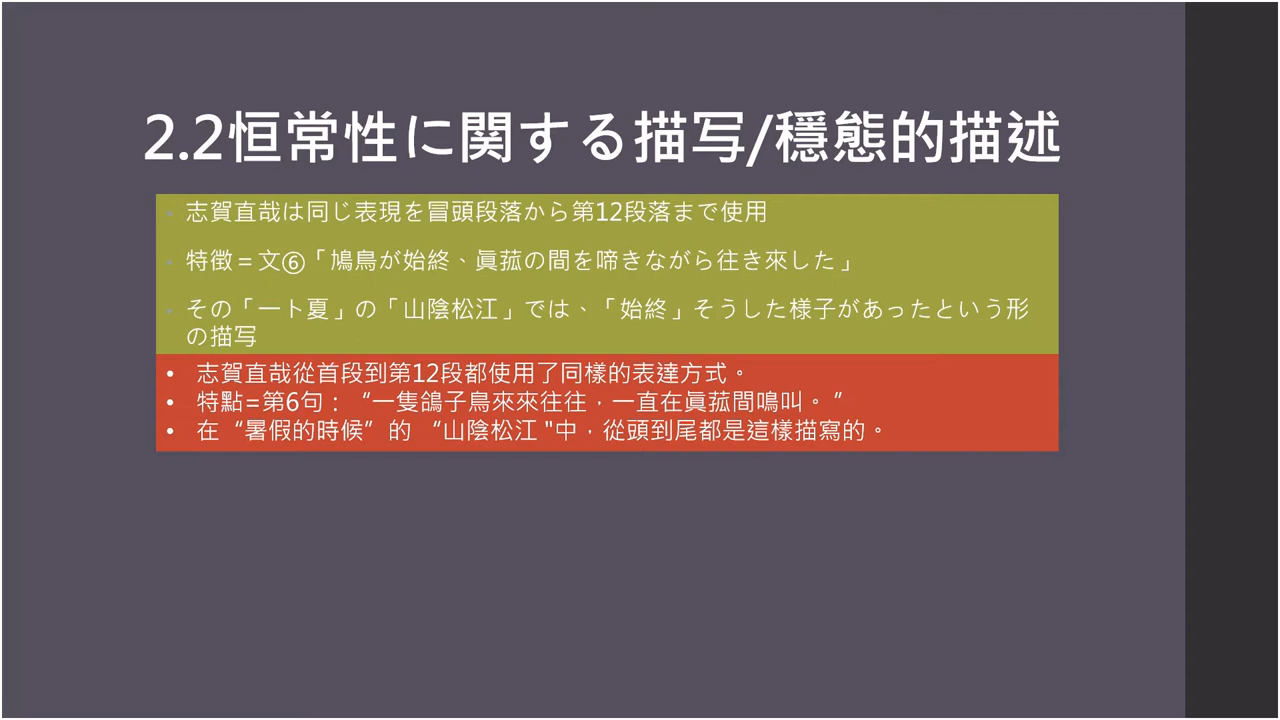 2.2恒常性に関する描写/穩態的描述
志賀直哉は同じ表現を冒頭段落から第12段落まで使用
特徴＝文⑥「鳩鳥が始終、眞菰の間を啼きながら往き來した」
その「一ト夏」の「山陰松江」では、「始終」そうした様子があったという形
の描写
• 志賀直哉從首段到第12段都使用了同樣的表達方式。
• 特點=第6句：“一隻鴿子鳥來來往往，一直在眞菰間鳴叫。”
• 在“暑假的時候”的 “山陰松江 "中，從頭到尾都是這樣描寫的。